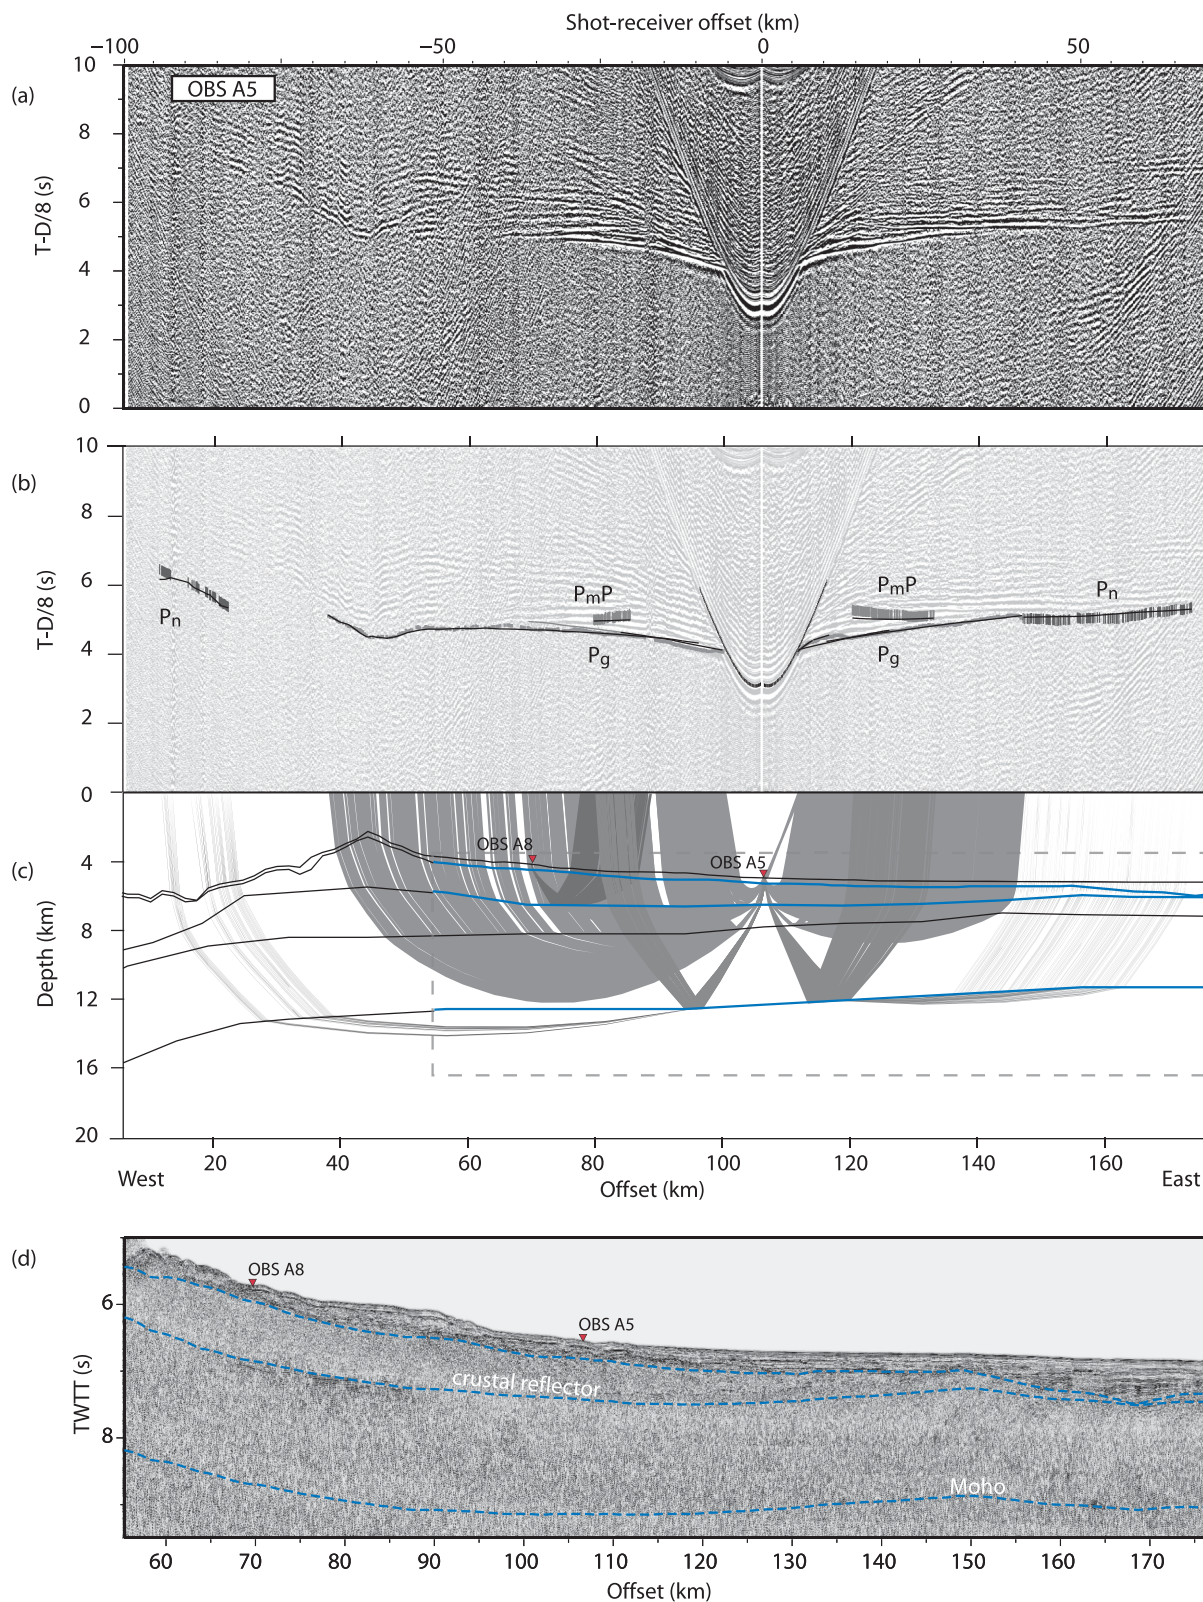 Shot-receiver offset (km)
−100 −50 0 50
(a)
OBS A5
10
8
6
4
2
0
T-D/8 (s)
(b)
10
8
6
4
2
0
T-D/8 (s)
PmP
PmP
Pn
Pn
Pg
Pg
(c)
OBS A8
OBS A5
4
8
12
16
20
Depth (km)
20 40 60 80 100 120 140 160
West
Offset (km)
East
(d)
OBS A8
OBS A5
6
8
TWTT (s)
crustal reflector
Moho
60 70 80 90 100 110 120 130 140 150 160 170
Offset (km)